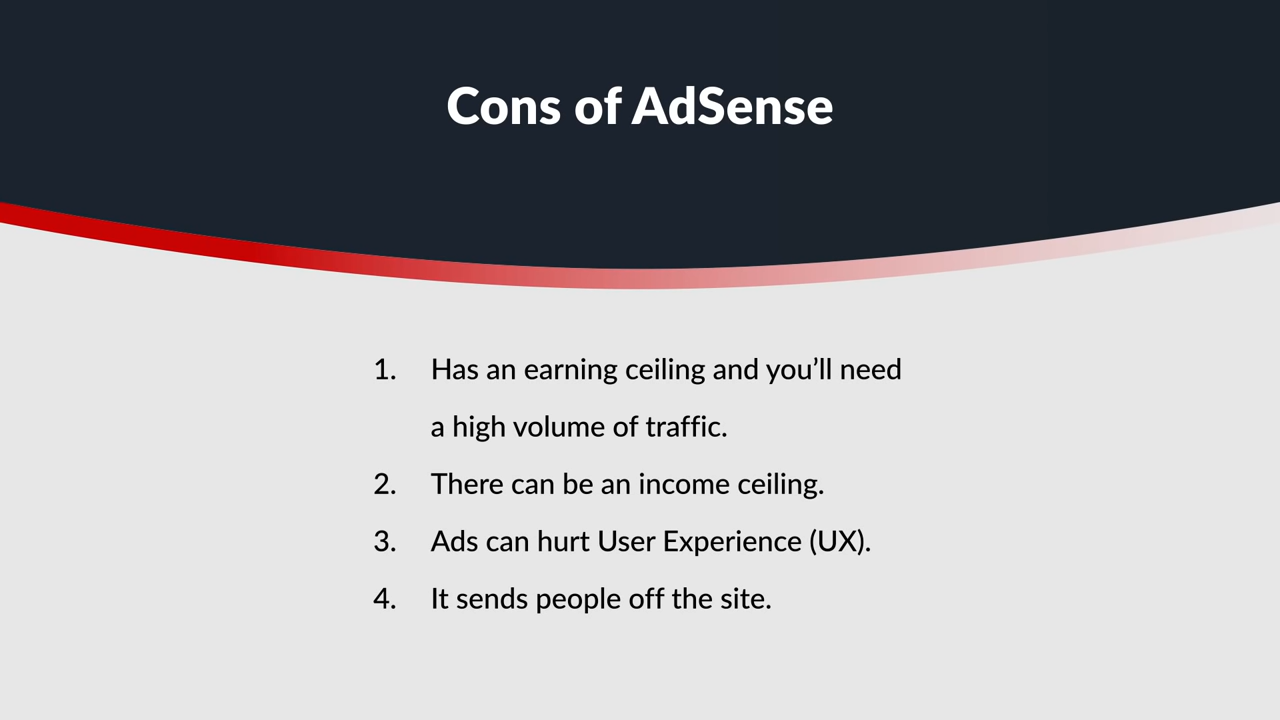 Cons of AdSense
1. Has an earning ceiling and you’ll need
a high volume of traffic.
2. There can be an income ceiling.
3. Ads can hurt User Experience (UX).
4. It sends people off the site.